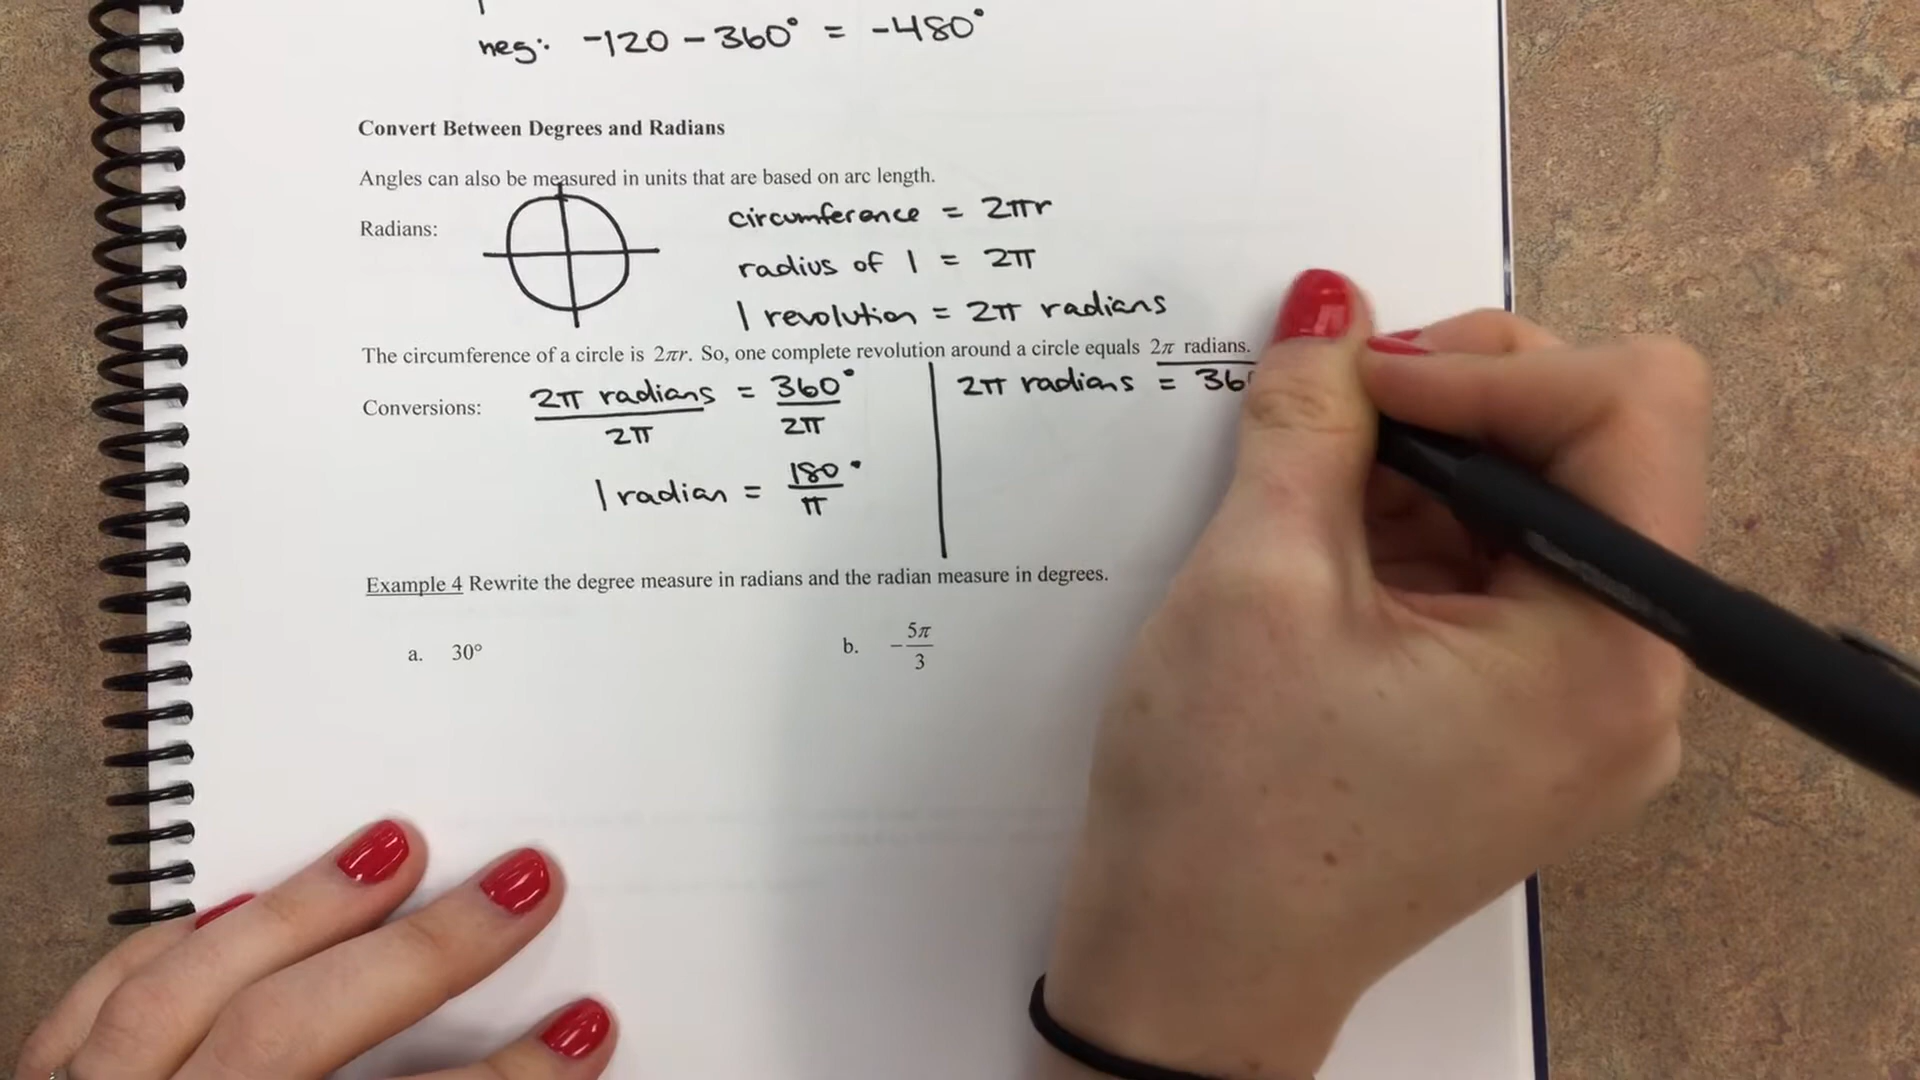 neg: -120 - 360° = -480°
Convert Between Degrees and Radians
Angles can also be measured in units that are based on arc length.
Radians:
circumference = 2πr
radius of 1 = 2π
1 revolution = 2π radians
The circumference of a circle is 2πr. So, one complete revolution around a circle equals 2π radians.
Conversions:
2π radians / 2π = 360° / 2π
1 radian = 180° / π
2π radians = 36
Example 4 Rewrite the degree measure in radians and the radian measure in degrees.
a. 30°
b. -5π/3